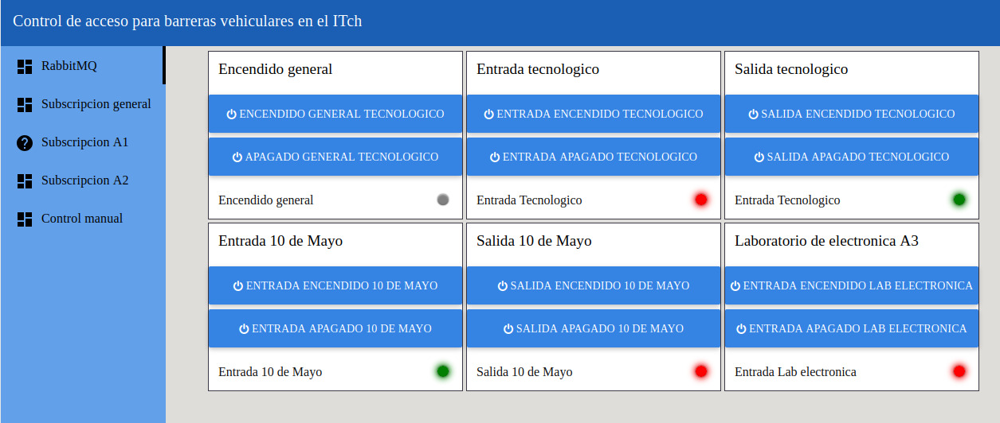 Control de acceso para barreras vehiculares en el ITch
RabbitMQ
Subscripcion general
Subscripcion A1
Subscripcion A2
Control manual
Encendido general
ENCENDIDO GENERAL TECNOLOGICO
APAGADO GENERAL TECNOLOGICO
Encendido general
Entrada tecnologico
ENTRADA ENCENDIDO TECNOLOGICO
ENTRADA APAGADO TECNOLOGICO
Entrada Tecnologico
Salida tecnologico
SALIDA ENCENDIDO TECNOLOGICO
SALIDA APAGADO TECNOLOGICO
Entrada Tecnologico
Entrada 10 de Mayo
ENTRADA ENCENDIDO 10 DE MAYO
ENTRADA APAGADO 10 DE MAYO
Entrada 10 de Mayo
Salida 10 de Mayo
SALIDA ENCENDIDO 10 DE MAYO
SALIDA APAGADO 10 DE MAYO
Salida 10 de Mayo
Laboratorio de electronica A3
ENTRADA ENCENDIDO LAB ELECTRONICA
ENTRADA APAGADO LAB ELECTRONICA
Entrada Lab electronica